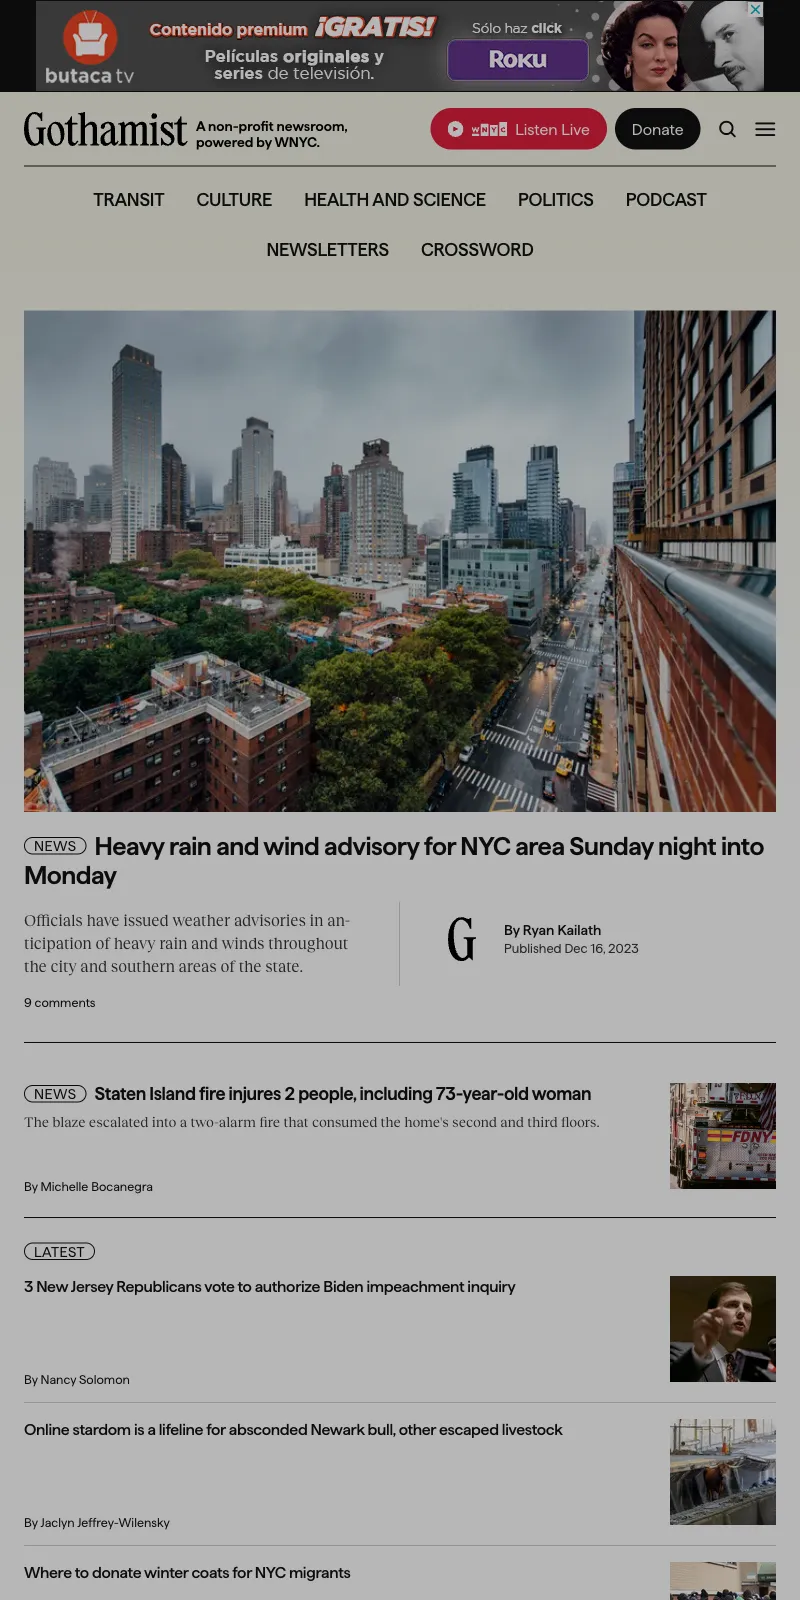 Contenido premium ¡GRATIS!
Películas originales y
series de televisión.
butaca tv
Sólo haz click
Roku
Gothamist
A non-profit newsroom,
powered by WNYC.
WNYC Listen Live
Donate
TRANSIT CULTURE HEALTH AND SCIENCE POLITICS PODCAST
NEWSLETTERS CROSSWORD
NEWS Heavy rain and wind advisory for NYC area Sunday night into
Monday
Officials have issued weather advisories in an-
ticipation of heavy rain and winds throughout
the city and southern areas of the state.
G
By Ryan Kailath
Published Dec 16, 2023
9 comments
NEWS Staten Island fire injures 2 people, including 73-year-old woman
The blaze escalated into a two-alarm fire that consumed the home's second and third floors.
FDNY
By Michelle Bocanegra
LATEST
3 New Jersey Republicans vote to authorize Biden impeachment inquiry
By Nancy Solomon
Online stardom is a lifeline for absconded Newark bull, other escaped livestock
By Jaclyn Jeffrey-Wilensky
Where to donate winter coats for NYC migrants